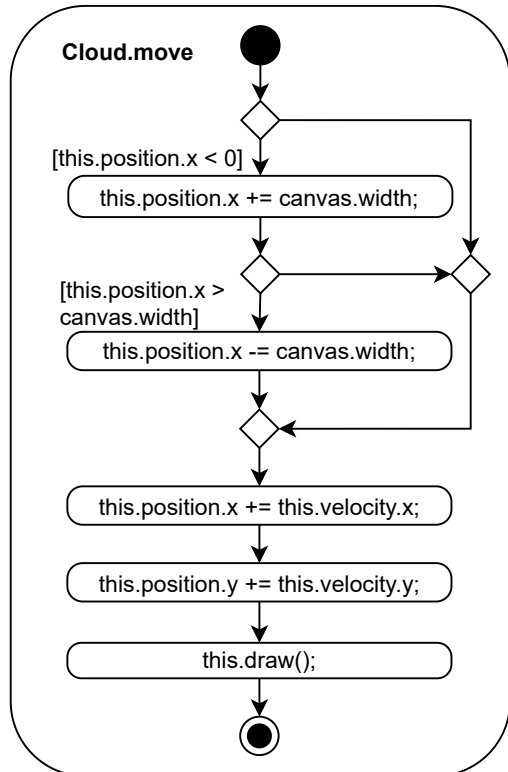 Cloud.move
[this.position.x < 0]
this.position.x += canvas.width;
[this.position.x >
canvas.width]
this.position.x -= canvas.width;
this.position.x += this.velocity.x;
this.position.y += this.velocity.y;
this.draw();